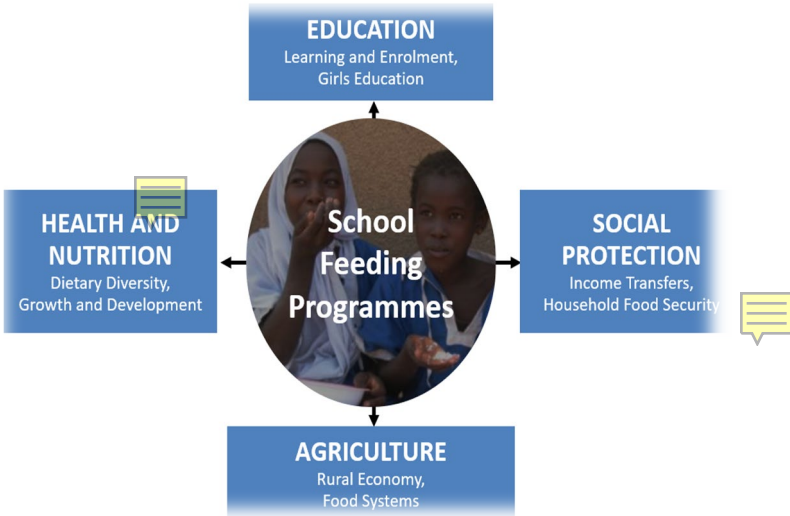 EDUCATION
Learning and Enrolment,
Girls Education
HEALTH AND
NUTRITION
Dietary Diversity,
Growth and Development
School
Feeding
Programmes
SOCIAL
PROTECTION
Income Transfers,
Household Food Security
AGRICULTURE
Rural Economy,
Food Systems